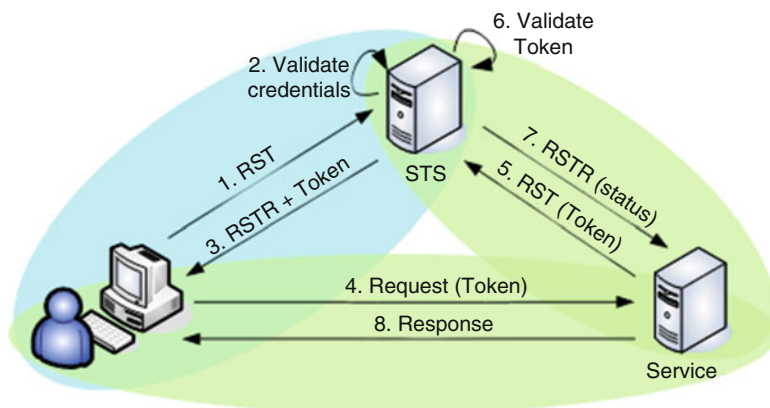 6. Validate
Token
2. Validate
credentials
STS
1. RST
3. RSTR + Token
7. RSTR (status)
5. RST (Token)
4. Request (Token)
8. Response
Service